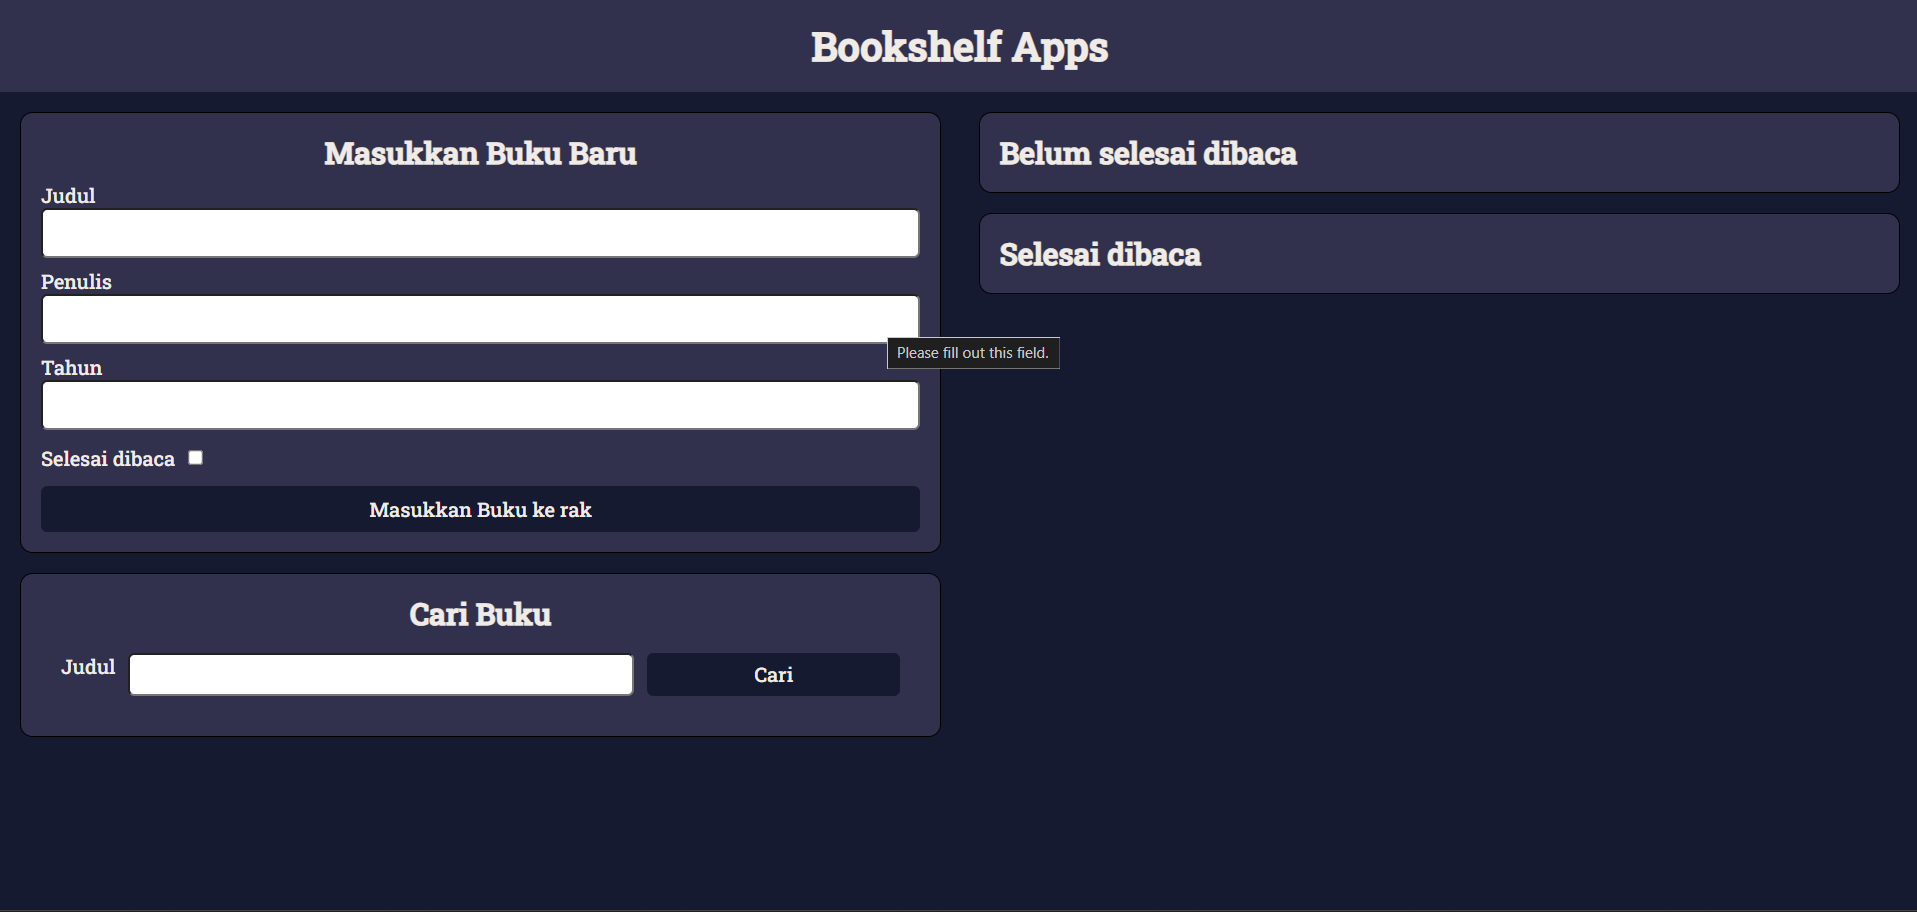 Bookshelf Apps
Masukkan Buku Baru
Judul
Penulis
Please fill out this field.
Tahun
Selesai dibaca
Masukkan Buku ke rak
Cari Buku
Judul
Cari
Belum selesai dibaca
Selesai dibaca